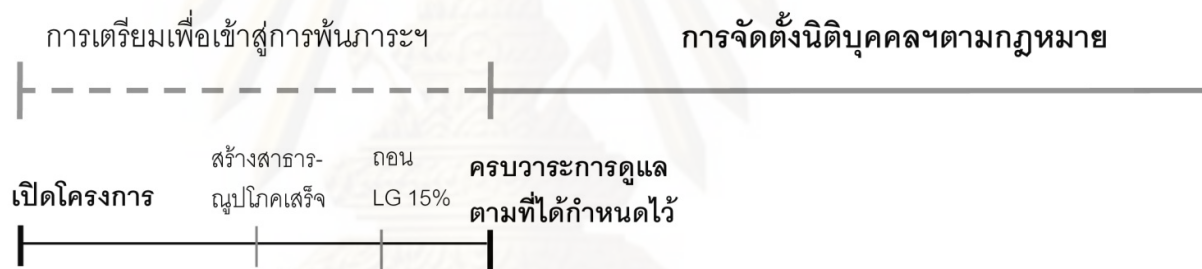 การเตรียมเพื่อเข้าสู่การพ้นภาระฯ
การจัดตั้งนิติบุคคลฯตามกฎหมาย
เปิดโครงการ
สร้างสาธาร-
ณูปโภคเสร็จ
ถอน
LG 15%
ครบวาระการดูแล
ตามที่ได้กำหนดไว้